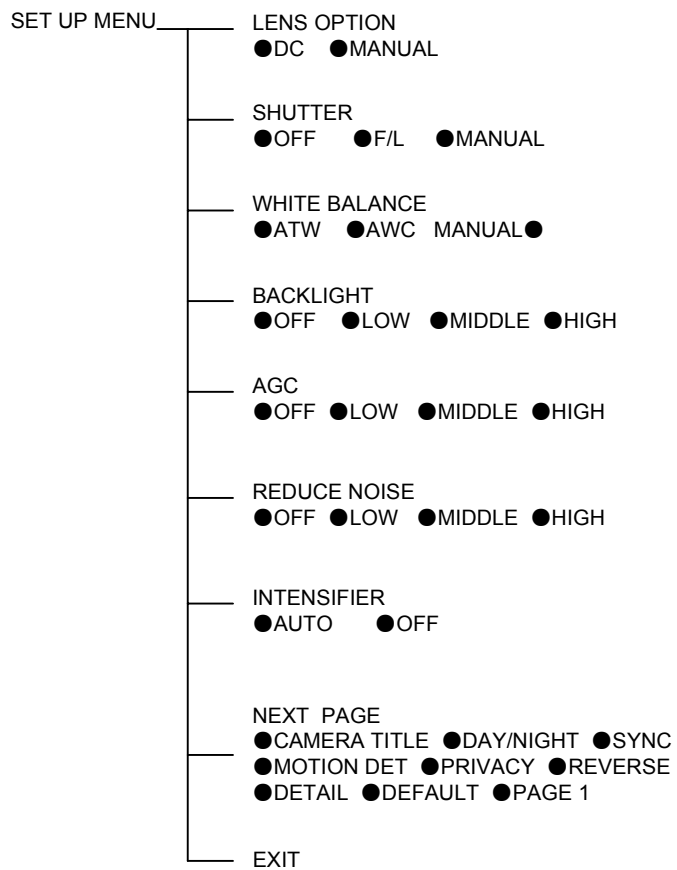 SET UP MENU
LENS OPTION
●DC ●MANUAL
SHUTTER
●OFF ●F/L ●MANUAL
WHITE BALANCE
●ATW ●AWC MANUAL●
BACKLIGHT
●OFF ●LOW ●MIDDLE ●HIGH
AGC
●OFF ●LOW ●MIDDLE ●HIGH
REDUCE NOISE
●OFF ●LOW ●MIDDLE ●HIGH
INTENSIFIER
●AUTO ●OFF
NEXT PAGE
●CAMERA TITLE ●DAY/NIGHT ●SYNC
●MOTION DET ●PRIVACY ●REVERSE
●DETAIL ●DEFAULT ●PAGE 1
EXIT